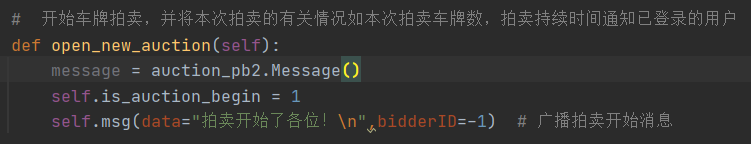 #  开始车牌拍卖，并将本次拍卖的有关情况如本次拍卖车牌数，拍卖持续时间通知已登录的用户
def open_new_auction(self):
    message = auction_pb2.Message()
    self.is_auction_begin = 1
    self.msg(data="拍卖开始了各位！\n",bidderID=-1)  # 广播拍卖开始消息